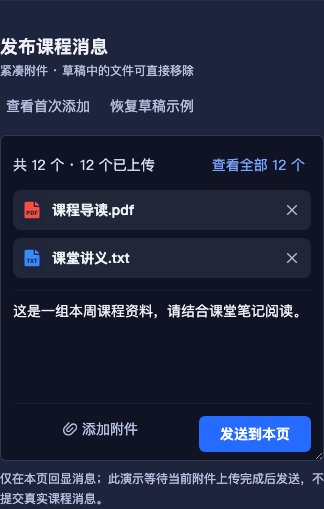 发布课程消息
紧凑附件 · 草稿中的文件可直接移除
查看首次添加 恢复草稿示例
共 12 个 · 12 个已上传 查看全部 12 个
PDF 课程导读.pdf
TXT 课堂讲义.txt
这是一组本周课程资料，请结合课堂笔记阅读。
添加附件 发送到本页
仅在本页回显消息；此演示等待当前附件上传完成后发送，不
提交真实课程消息。